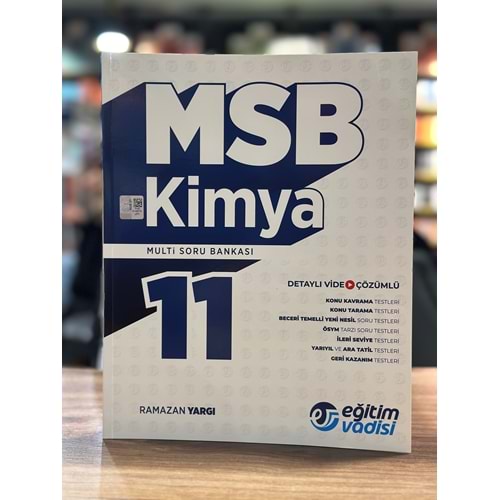 MSB
Kimya
MULTİ SORU BANKASI
11
DETAYLI VİDEO ÇÖZÜMLÜ
KONU KAVRAMA TESTLERİ
KONU TARAMA TESTLERİ
BECERİ TEMELLİ YENİ NESİL SORU TESTLERİ
ÖSYM TARZI SORU TESTLERİ
İLERİ SEVİYE TESTLERİ
YARIYIL VE ARA TATİL TESTLERİ
GERİ KAZANIM TESTLERİ
RAMAZAN YARGI
eğitim
vadisi